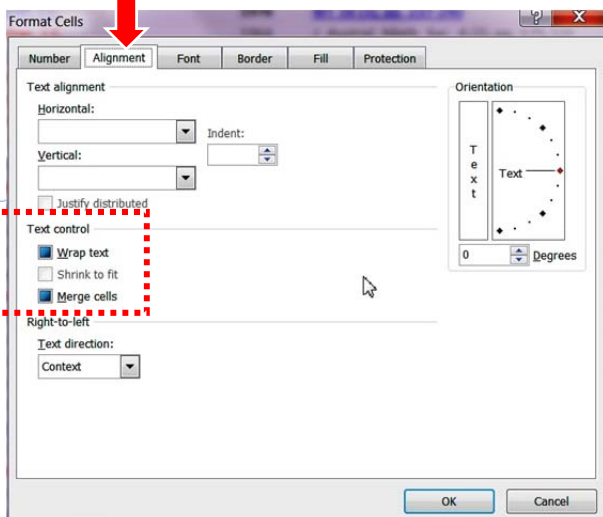 Format Cells
Number Alignment Font Border Fill Protection
Text alignment
Horizontal:
Indent:
Vertical:
Justify distributed
Text control
Wrap text
Shrink to fit
Merge cells
Right-to-left
Text direction:
Context
Orientation
Text
Text
0 Degrees
OK Cancel